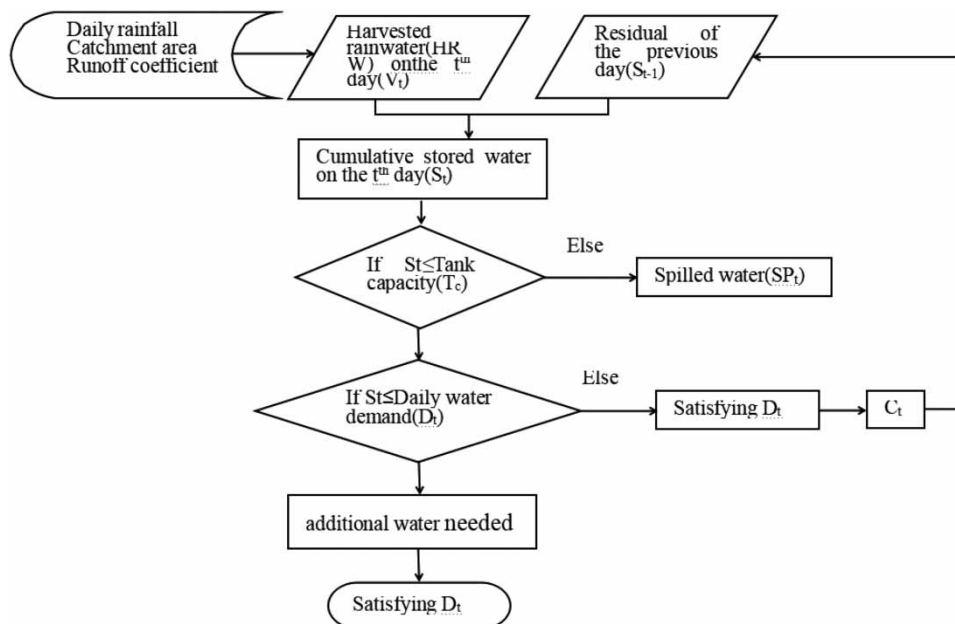 Daily rainfall
Catchment area
Runoff coefficient
Harvested
rainwater(HR
W) onthe tth
day(Vt)
Residual of
the previous
day(St-1)
Cumulative stored water
on the tth day(St)
If St≤Tank
capacity(Tc)
Else
Spilled water(SPt)
If St≤Daily water
demand(Dt)
Else
Satisfying Dt
Ct
additional water needed
Satisfying Dt